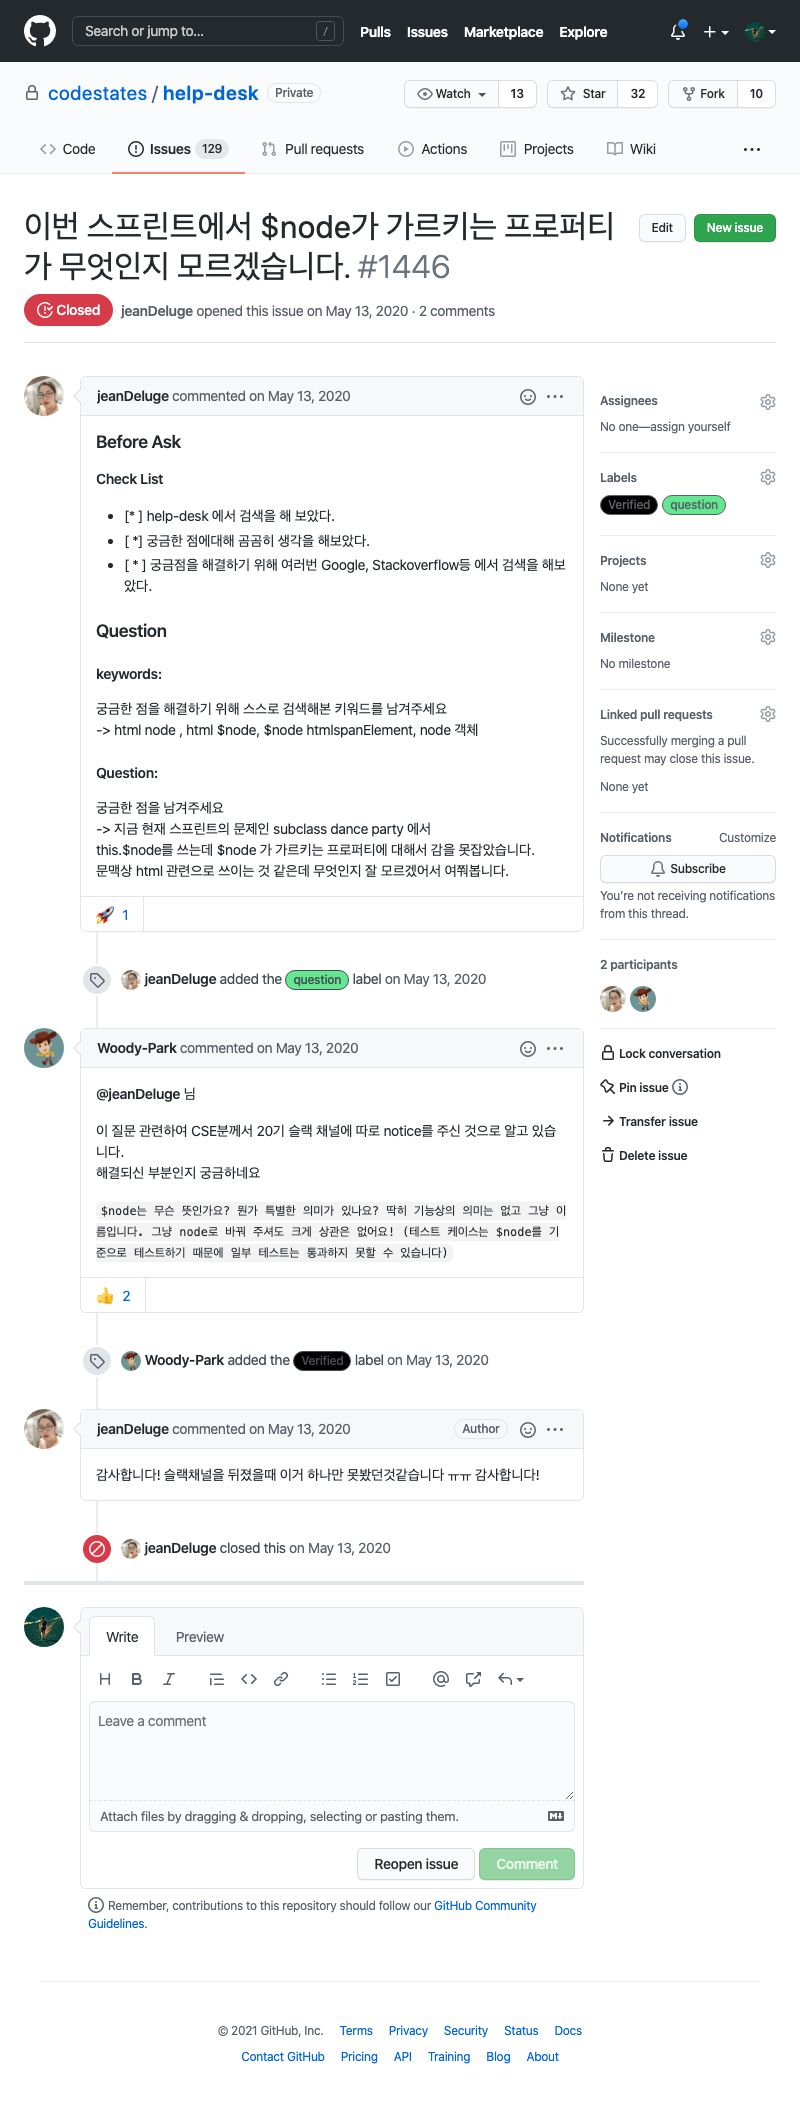 Search or jump to... /
Pulls Issues Marketplace Explore
codestates / help-desk Private
Watch 13 Star 32 Fork 10
Code Issues 129 Pull requests Actions Projects Wiki
이번 스프린트에서 $node가 가르키는 프로퍼티
가 무엇인지 모르겠습니다. #1446
Edit New issue
Closed jeanDeluge opened this issue on May 13, 2020 · 2 comments
jeanDeluge commented on May 13, 2020
Before Ask
Check List
[* ] help-desk 에서 검색을 해 보았다.
[ *] 궁금한 점에대해 곰곰히 생각을 해보았다.
[ * ] 궁금점을 해결하기 위해 여러번 Google, Stackoverflow등 에서 검색을 해보
았다.
Question
keywords:
궁금한 점을 해결하기 위해 스스로 검색해본 키워드를 남겨주세요
-> html node , html $node, $node htmlspanElement, node 객체
Question:
궁금한 점을 남겨주세요
-> 지금 현재 스프린트의 문제인 subclass dance party 에서
this.$node를 쓰는데 $node 가 가르키는 프로퍼티에 대해서 감을 못잡았습니다.
문맥상 html 관련으로 쓰이는 것 같은데 무엇인지 잘 모르겠어서 여쭤봅니다.
🚀 1
jeanDeluge added the question label on May 13, 2020
Woody-Park commented on May 13, 2020
@jeanDeluge 님
이 질문 관련하여 CSE분께서 20기 슬랙 채널에 따로 notice를 주신 것으로 알고 있습
니다.
해결되신 부분인지 궁금하네요
$node는 무슨 뜻인가요? 뭔가 특별한 의미가 있나요? 딱히 기능상의 의미는 없고 그냥 이
름입니다. 그냥 node로 바꿔 주셔도 크게 상관은 없어요! (테스트 케이스는 $node를 기
준으로 테스트하기 때문에 일부 테스트는 통과하지 못할 수 있습니다)
👍 2
Woody-Park added the Verified label on May 13, 2020
jeanDeluge commented on May 13, 2020 Author
감사합니다! 슬랙채널을 뒤졌을때 이거 하나만 못봤던것같습니다 ㅠㅠ 감사합니다!
jeanDeluge closed this on May 13, 2020
Write Preview
H B I
Leave a comment
Attach files by dragging & dropping, selecting or pasting them.
Reopen issue Comment
Remember, contributions to this repository should follow our GitHub Community
Guidelines.
Assignees
No one—assign yourself
Labels
Verified question
Projects
None yet
Milestone
No milestone
Linked pull requests
Successfully merging a pull
request may close this issue.
None yet
Notifications Customize
Subscribe
You're not receiving notifications
from this thread.
2 participants
Lock conversation
Pin issue
Transfer issue
Delete issue
© 2021 GitHub, Inc. Terms Privacy Security Status Docs
Contact GitHub Pricing API Training Blog About